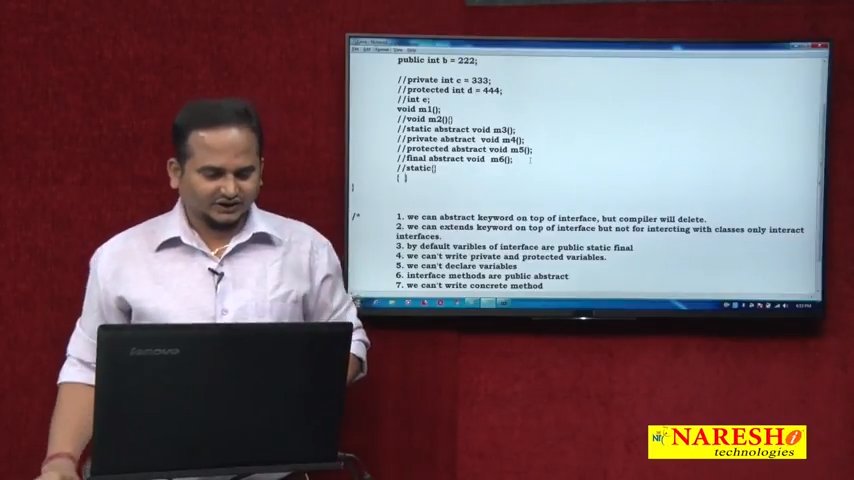 public int b = 222;
//private int c = 333;
//protected int d = 444;
//int e;
void m1();
//void m2(){}
//static abstract void m3();
//private abstract  void m4();
//protected abstract void m5();
//final abstract void  m6();
//static{}
{  }
}
/*
1. we can abstract keyword on top of interface, but compiler will delete.
2. we can extends keyword on top of interface but not for intercting with classes only interact
interfaces.
3. by default varibles of interface are public static final
4. we can't write private and protected variables.
5. we can't declare variables
6. interface methods are public abstract
7. we can't write concrete method
lenovo
NARESH i
technologies